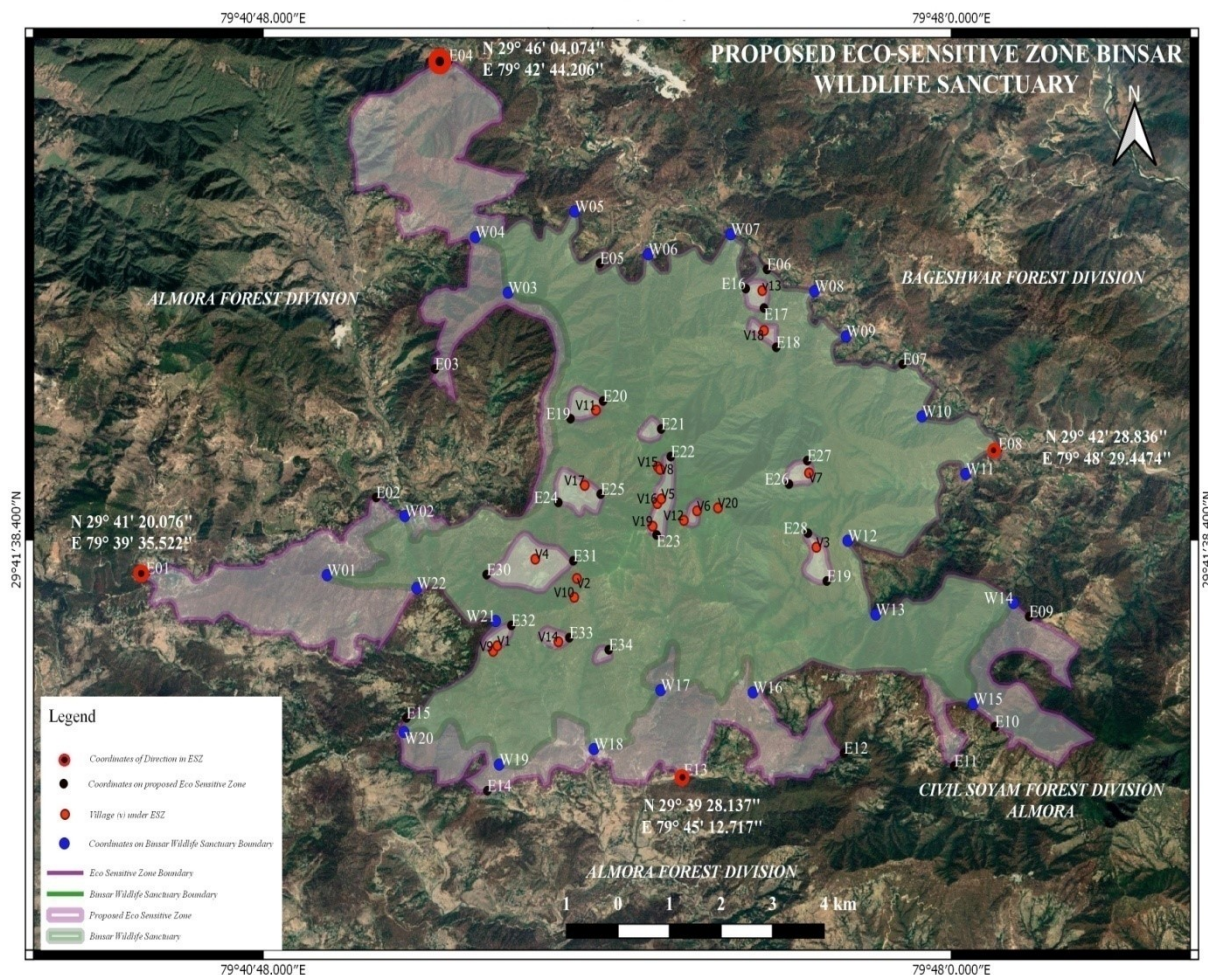 79°40'48.000"E
79°48'0.000"E
PROPOSED ECO-SENSITIVE ZONE BINSAR
WILDLIFE SANCTUARY
N
E04
N 29° 46' 04.074"
E 79° 42' 44.206"
W05
W04
W07
W06
E05
E06
BAGESHWAR FOREST DIVISION
ALMORA FOREST DIVISION
W03
E16
V13
W08
E17
V18
E18
W09
E03
E07
E20
V11
E19
W10
E21
N 29° 42' 28.836"
E 79° 48' 29.4474"
E08
E22
V15
V8
E27
V7
E26
W11
V17
E25
E24
V16
V5
V6
V20
V12
V19
E23
E02
W02
29°41'38.400"N
29°41'38.400"N
N 29° 41' 20.076"
E 79° 39' 35.522"
E01
E28
V3
W12
E19
V4
E31
E30
V2
V10
W01
W22
W14
E09
W13
W21
E32
V9
V1
V14
E33
E34
W17
W16
W15
E10
E15
W20
W18
W19
E12
E11
E13
E14
N 29° 39 28.137"
E 79° 45' 12.717"
CIVIL SOYAM FOREST DIVISION
ALMORA
ALMORA FOREST DIVISION
1 0 1 2 3 4 km
Legend
Coordinates of Direction in ESZ
Coordinates on proposed Eco Sensitive Zone
Village (v) under ESZ
Coordinates on Binsar Wildlife Sanctuary Boundary
Eco Sensitive Zone Boundary
Binsar Wildlife Sanctuary Boundary
Proposed Eco Sensitive Zone
Binsar Wildlife Sanctuary
79°40'48.000"E
79°48'0.000"E